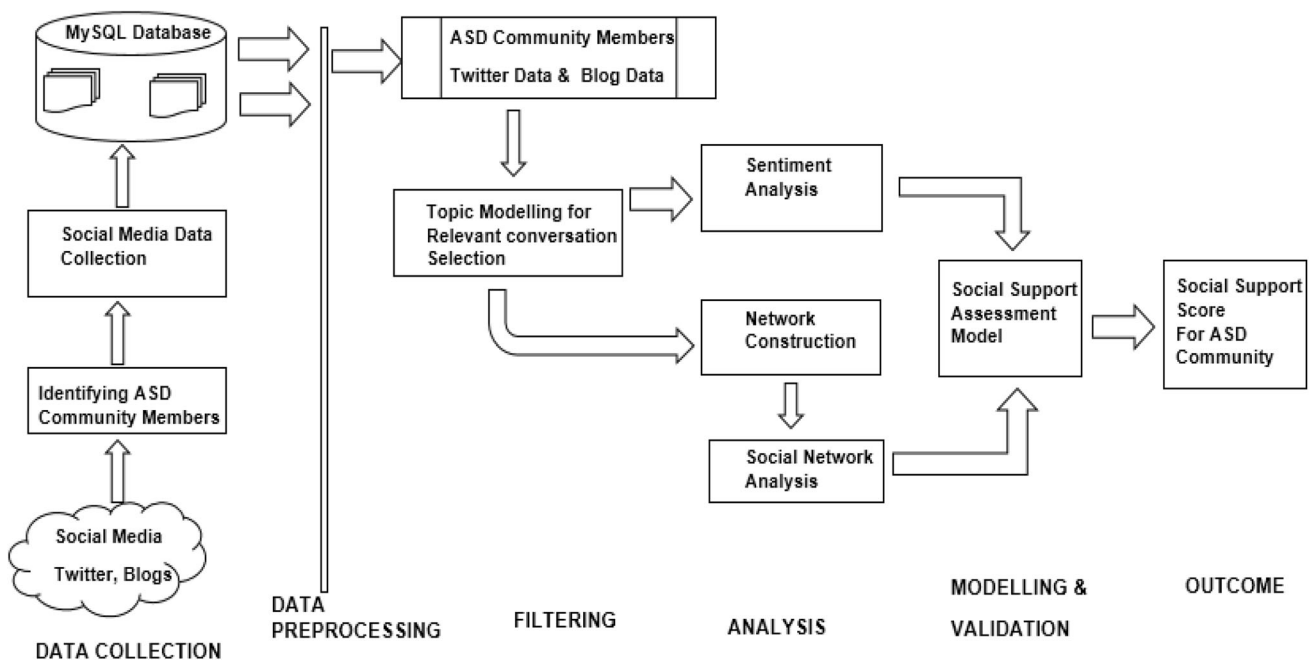 MySQL Database
Social Media Data
Collection
Identifying ASD
Community Members
Social Media
Twitter, Blogs
DATA COLLECTION
DATA
PREPROCESSING
ASD Community Members
Twitter Data & Blog Data
Topic Modelling for
Relevant conversation
Selection
FILTERING
Sentiment
Analysis
Network
Construction
Social Network
Analysis
ANALYSIS
Social Support
Assessment
Model
MODELLING &
VALIDATION
Social Support
Score
For ASD
Community
OUTCOME